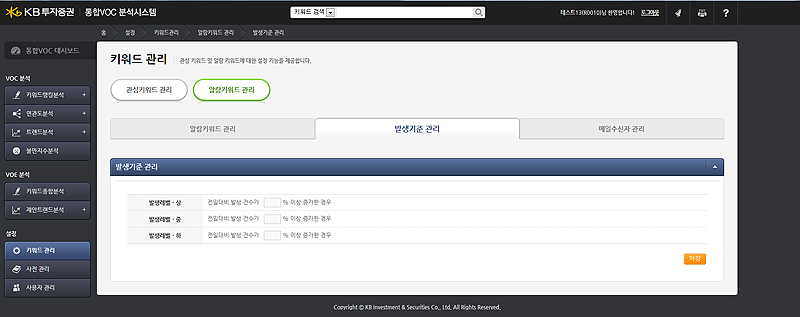 KB 투자증권 통합VOC 분석시스템
키워드 검색
테스트13(R0010)님 환영합니다! 로그아웃
?
홈 설정 키워드관리 알람키워드 관리 발생기준 관리
통합VOC 대시보드
VOC 분석
키워드랭킹분석 +
연관도분석
트렌드분석 +
불만지수분석
VOE 분석
키워드종합분석
제안트렌드분석 +
설정
키워드 관리
사전 관리
사용자 관리
키워드 관리 관심 키워드 및 알람 키워드에 대한 설정 기능을 제공합니다.
관심키워드 관리 알람키워드 관리
알람키워드 관리 발생기준 관리 메일수신자 관리
발생기준 관리
발생레벨 - 상 전일대비 발생 건수가 % 이상 증가한 경우
발생레벨 - 중 전일대비 발생 건수가 % 이상 증가한 경우
발생레벨 - 하 전일대비 발생 건수가 % 이상 증가한 경우
저장
Copyright © KB Investment & Securities Co., Ltd, All Rights Reserved.